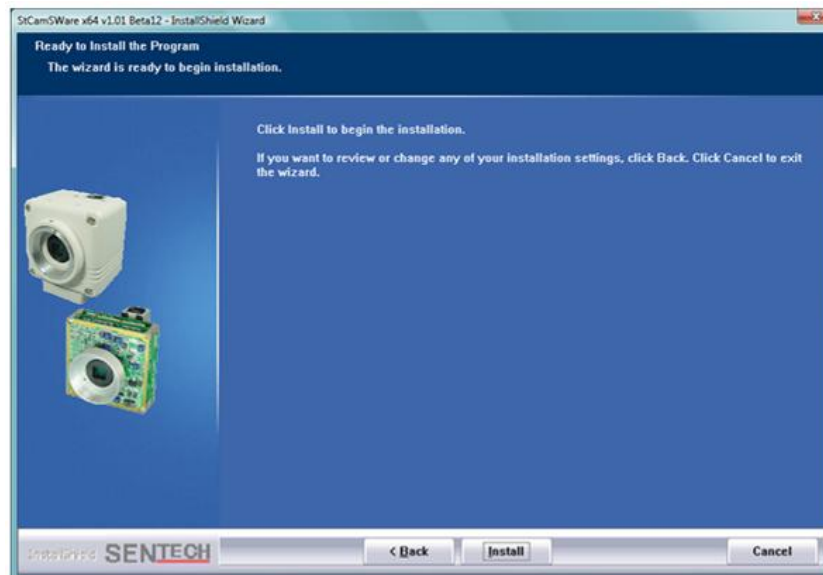 StCamSWare x64 v1.01 Beta12 - InstallShield Wizard
Ready to Install the Program
The wizard is ready to begin installation.
Click Install to begin the installation.
If you want to review or change any of your installation settings, click Back. Click Cancel to exit
the wizard.
InstallShield SENTECH < Back Install Cancel